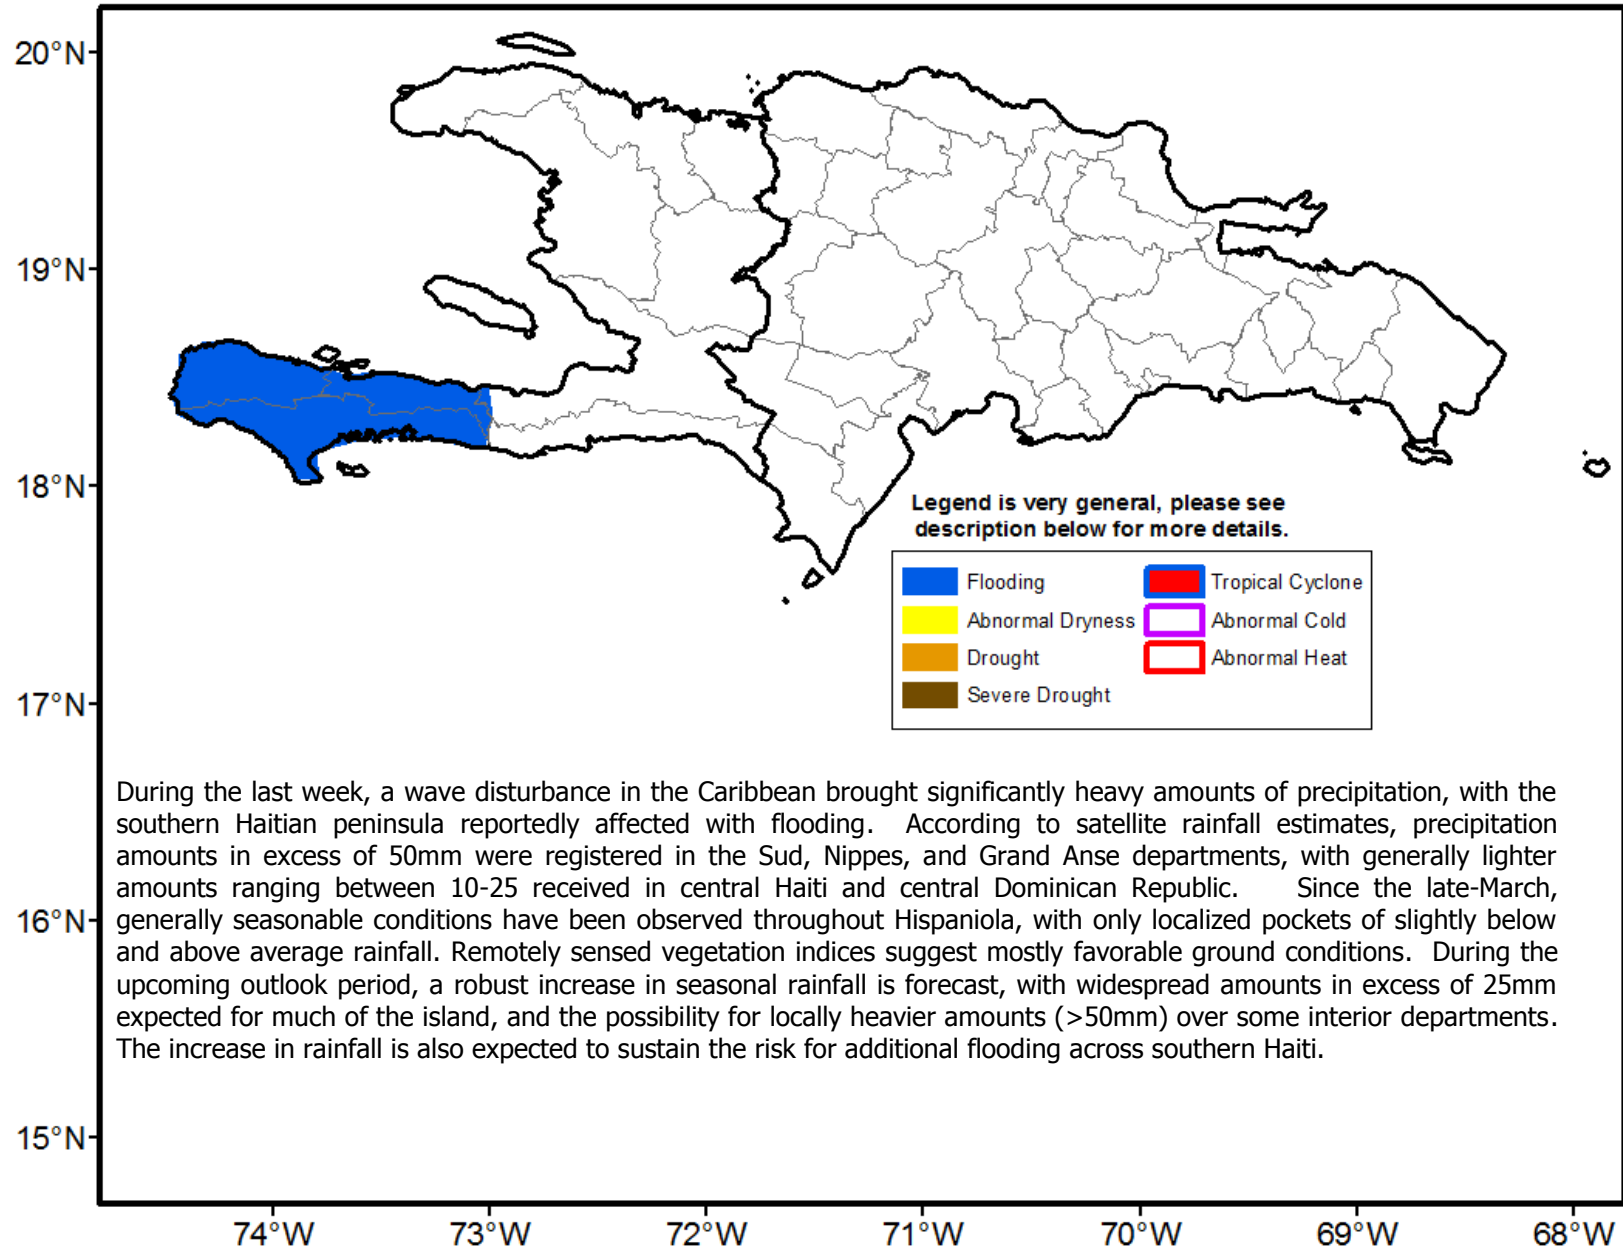 20°N
19°N
18°N
17°N
16°N
15°N
Legend is very general, please see
description below for more details.
Flooding
Tropical Cyclone
Abnormal Dryness
Abnormal Cold
Drought
Abnormal Heat
Severe Drought
During the last week, a wave disturbance in the Caribbean brought significantly heavy amounts of precipitation, with the
southern Haitian peninsula reportedly affected with flooding. According to satellite rainfall estimates, precipitation
amounts in excess of 50mm were registered in the Sud, Nippes, and Grand Anse departments, with generally lighter
amounts ranging between 10-25 received in central Haiti and central Dominican Republic. Since the late-March,
generally seasonable conditions have been observed throughout Hispaniola, with only localized pockets of slightly below
and above average rainfall. Remotely sensed vegetation indices suggest mostly favorable ground conditions. During the
upcoming outlook period, a robust increase in seasonal rainfall is forecast, with widespread amounts in excess of 25mm
expected for much of the island, and the possibility for locally heavier amounts (>50mm) over some interior departments.
The increase in rainfall is also expected to sustain the risk for additional flooding across southern Haiti.
74°W
73°W
72°W
71°W
70°W
69°W
68°W